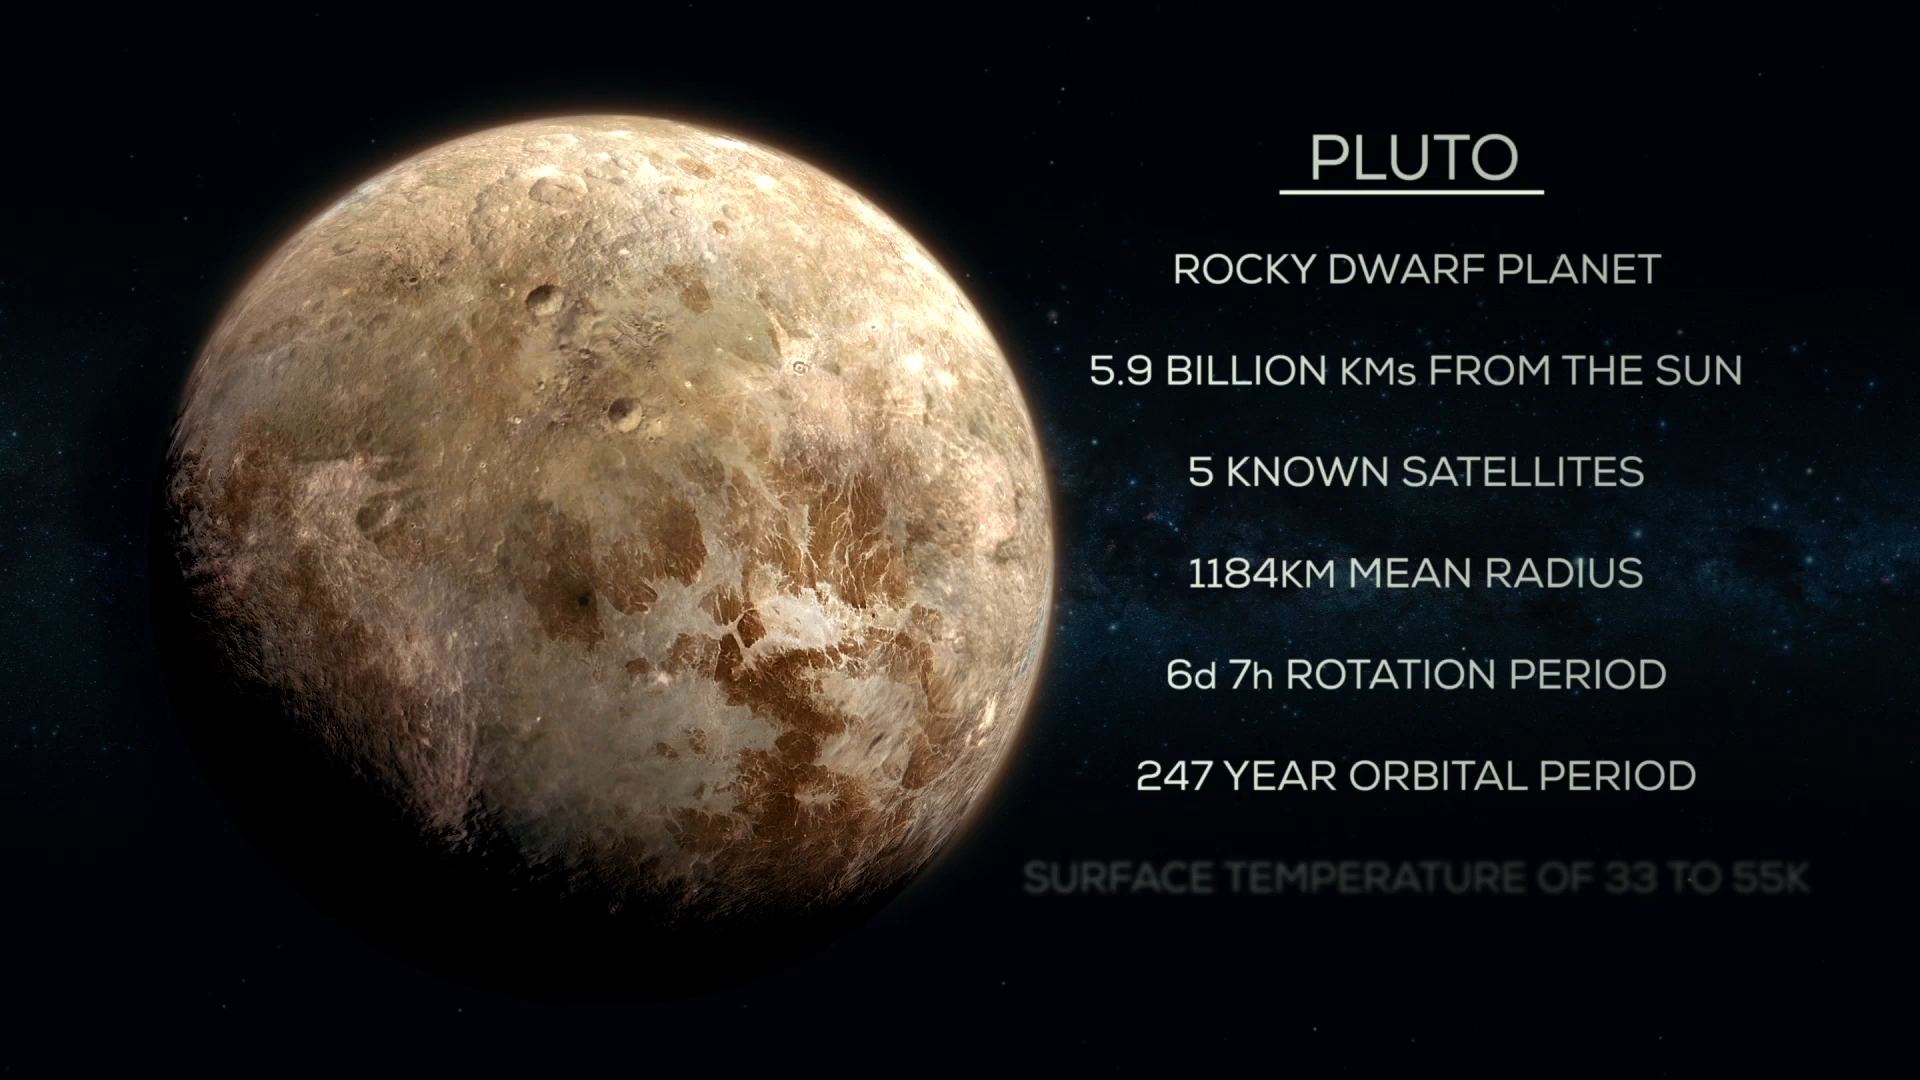 PLUTO
ROCKY DWARF PLANET
5.9 BILLION KMs FROM THE SUN
5 KNOWN SATELLITES
1184KM MEAN RADIUS
6d 7h ROTATION PERIOD
247 YEAR ORBITAL PERIOD
SURFACE TEMPERATURE OF 33 TO 55K